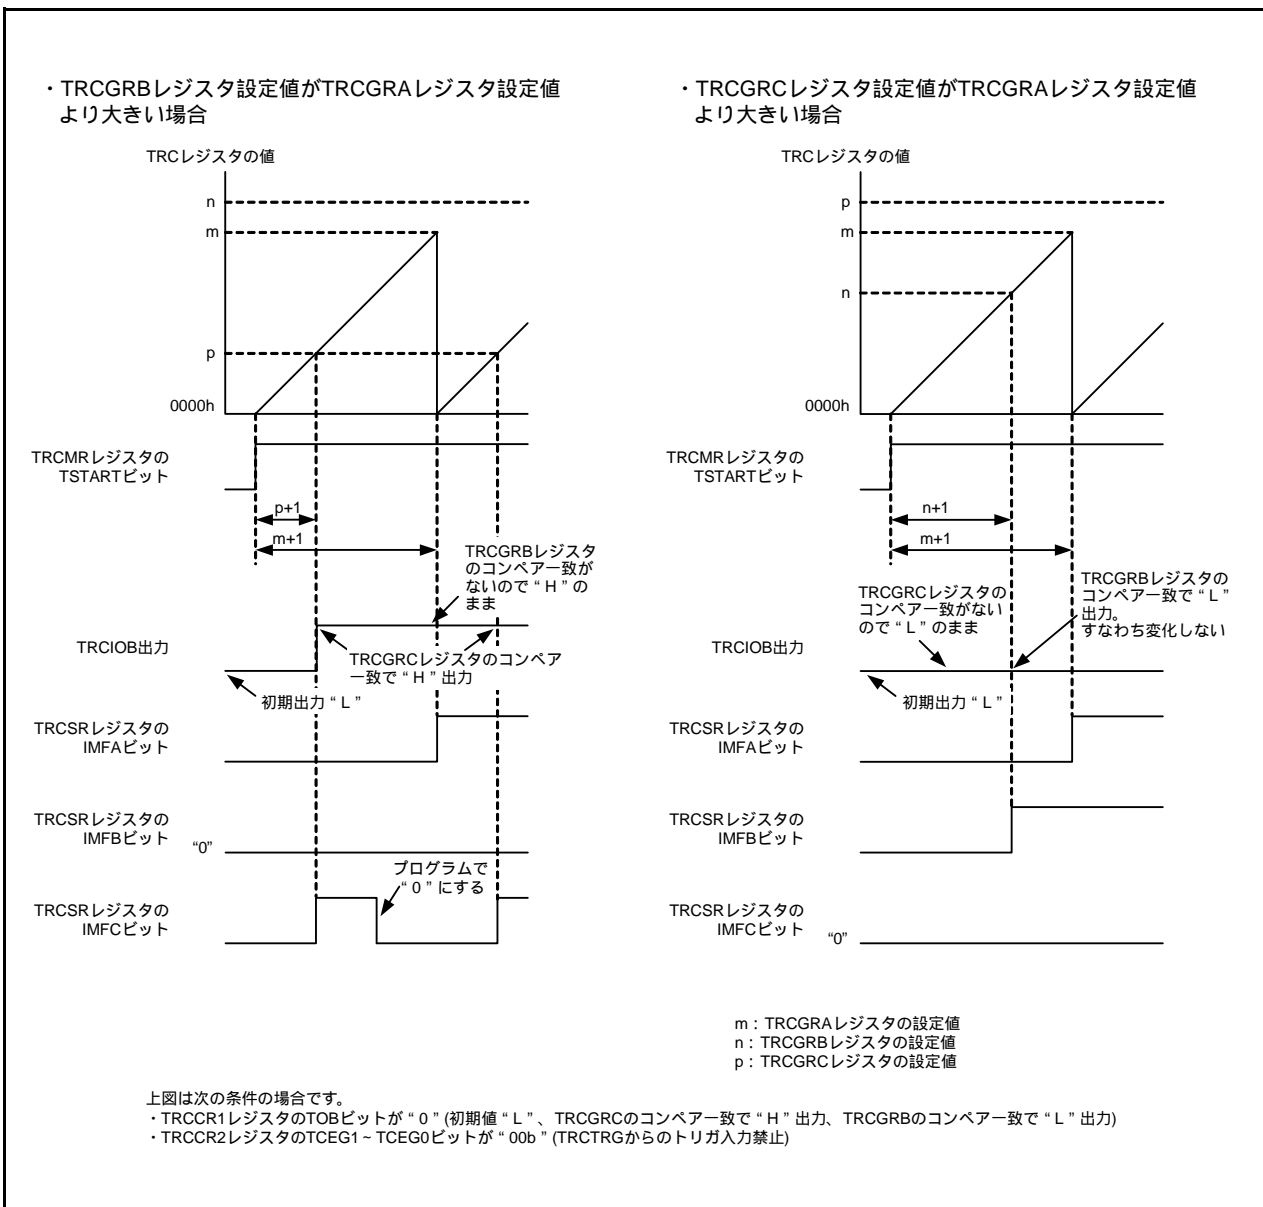 ・TRCGRBレジスタ設定値がTRCGRAレジスタ設定値
より大きい場合
TRCレジスタの値
n
m
p
0000h
TRCMRレジスタの
TSTARTビット
p+1
m+1
TRCGRBレジスタ
のコンペア一致が
ないので“H”の
まま
TRCIOB出力
TRCGRCレジスタのコンペア
一致で“H”出力
初期出力“L”
TRCSRレジスタの
IMFAビット
TRCSRレジスタの
IMFBビット
“0”
プログラムで
“0”にする
TRCSRレジスタの
IMFCビット
・TRCGRCレジスタ設定値がTRCGRAレジスタ設定値
より大きい場合
TRCレジスタの値
p
m
n
0000h
TRCMRレジスタの
TSTARTビット
n+1
m+1
TRCGRCレジスタの
コンペア一致がない
ので“L”のまま
TRCGRBレジスタの
コンペア一致で“L”
出力。
すなわち変化しない
TRCIOB出力
初期出力“L”
TRCSRレジスタの
IMFAビット
TRCSRレジスタの
IMFBビット
TRCSRレジスタの
IMFCビット
“0”
m：TRCGRAレジスタの設定値
n：TRCGRBレジスタの設定値
p：TRCGRCレジスタの設定値
上図は次の条件の場合です。
・TRCCR1レジスタのTOBビットが“0”(初期値“L”、TRCGRCのコンペア一致で“H”出力、TRCGRBのコンペア一致で“L”出力)
・TRCCR2レジスタのTCEG1～TCEG0ビットが“00b”(TRCTRGからのトリガ入力禁止)